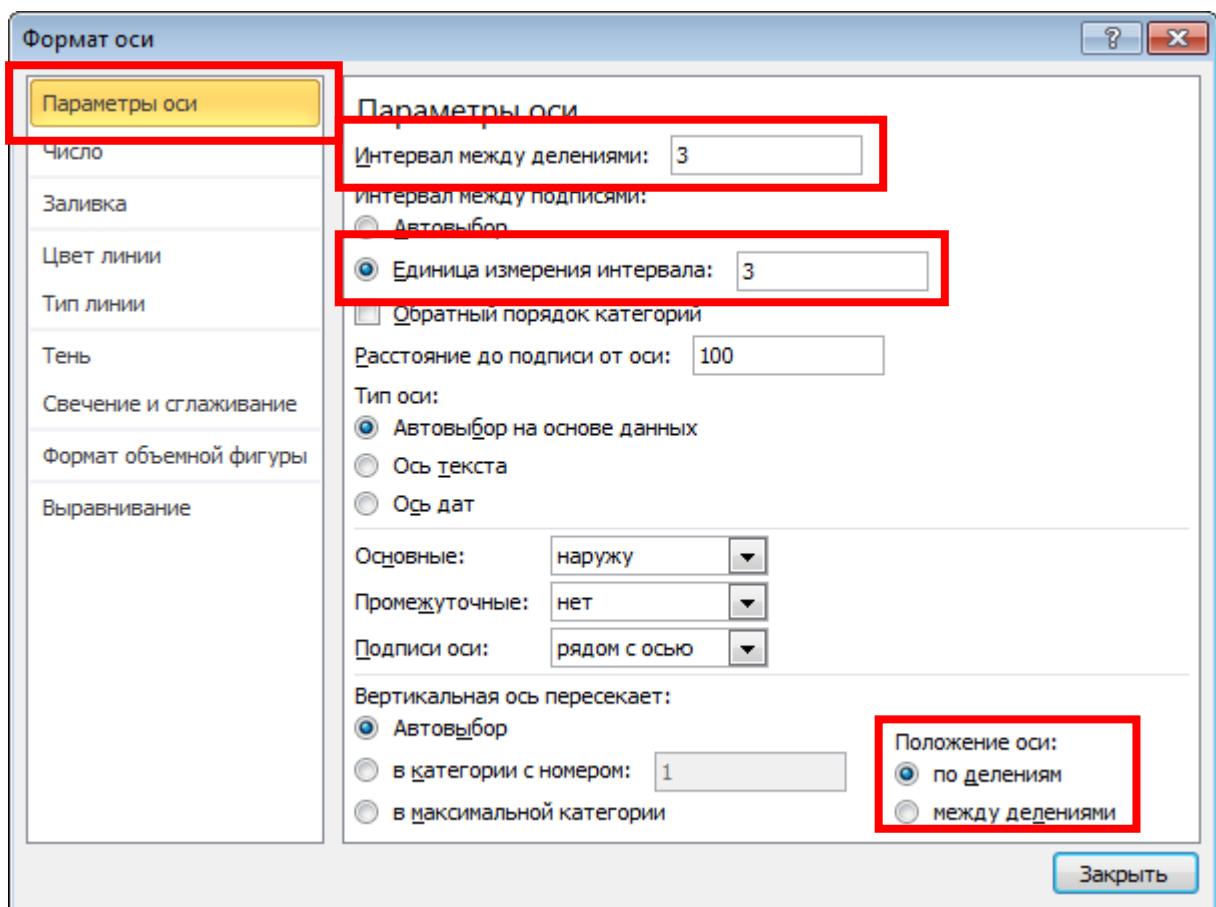 Формат оси
Параметры оси
Число
Заливка
Цвет линии
Тип линии
Тень
Свечение и сглаживание
Формат объемной фигуры
Выравнивание
Параметры оси
Интервал между делениями: 3
Интервал между подписями:
Автовыбор
Единица измерения интервала: 3
Обратный порядок категорий
Расстояние до подписи от оси: 100
Тип оси:
Автовыбор на основе данных
Ось текста
Ось дат
Основные: наружу
Промежуточные: нет
Подписи оси: рядом с осью
Вертикальная ось пересекает:
Автовыбор
в категории с номером: 1
в максимальной категории
Положение оси:
по делениям
между делениями
Закрыть